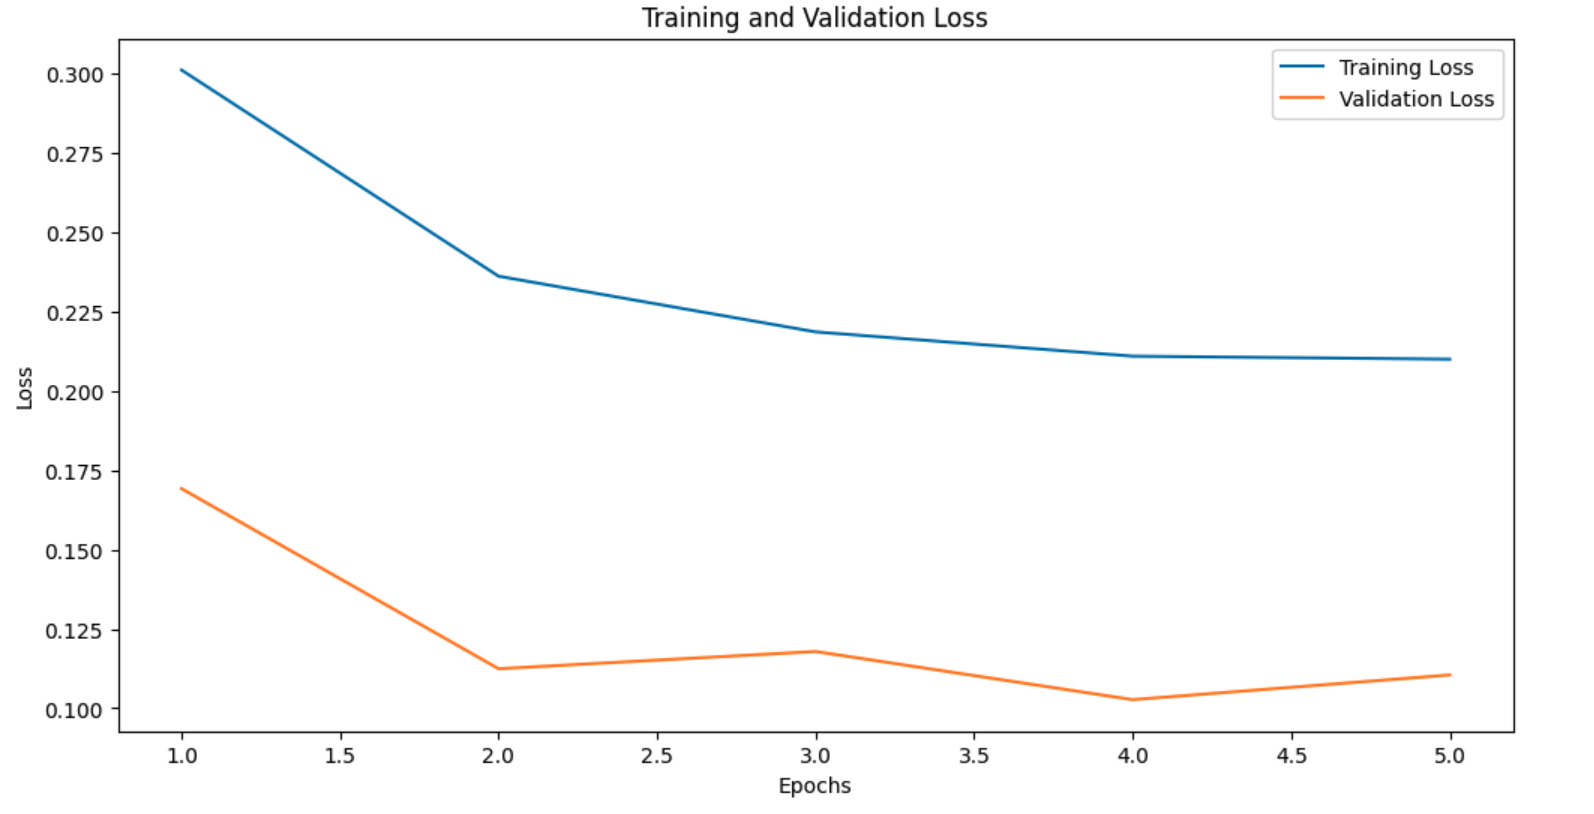 Training and Validation Loss
Training Loss
Validation Loss
0.300
0.275
0.250
0.225
0.200
0.175
0.150
0.125
0.100
Loss
1.0 1.5 2.0 2.5 3.0 3.5 4.0 4.5 5.0
Epochs